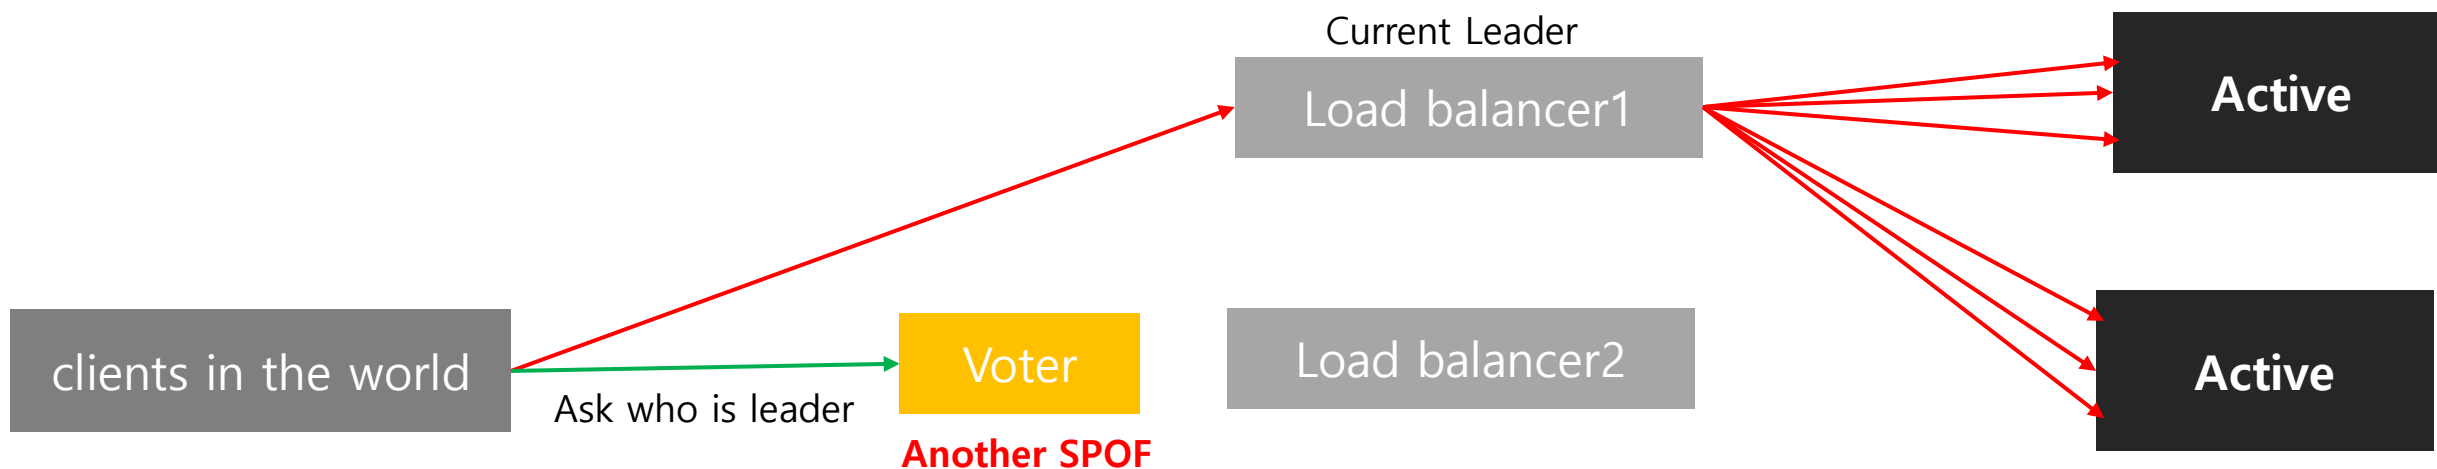 Current Leader
Load balancer1
Active
clients in the world
Ask who is leader
Voter
Another SPOF
Load balancer2
Active